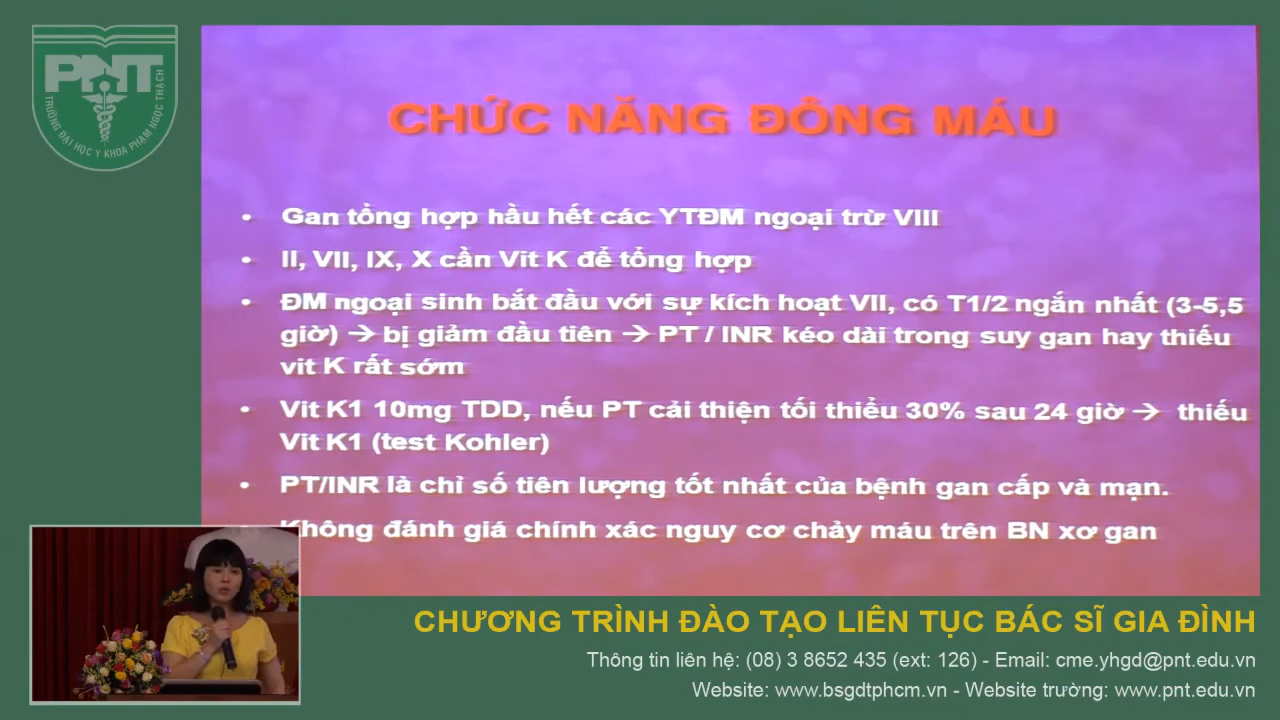 PNT
TRƯỜNG ĐẠI HỌC Y KHOA PHẠM NGỌC THẠCH
CHỨC NĂNG ĐÔNG MÁU
• Gan tổng hợp hầu hết các YTĐM ngoại trừ VIII
• II, VII, IX, X cần Vit K để tổng hợp
• ĐM ngoại sinh bắt đầu với sự kích hoạt VII, có T1/2 ngắn nhất (3-5,5
giờ) → bị giảm đầu tiên → PT / INR kéo dài trong suy gan hay thiếu
vit K rất sớm
• Vit K1 10mg TDD, nếu PT cải thiện tối thiểu 30% sau 24 giờ → thiếu
Vit K1 (test Kohler)
• PT/INR là chỉ số tiên lượng tốt nhất của bệnh gan cấp và mạn.
• Không đánh giá chính xác nguy cơ chảy máu trên BN xơ gan
CHƯƠNG TRÌNH ĐÀO TẠO LIÊN TỤC BÁC SĨ GIA ĐÌNH
Thông tin liên hệ: (08) 3 8652 435 (ext: 126) - Email: cme.yhgd@pnt.edu.vn
Website: www.bsgdtphcm.vn - Website trường: www.pnt.edu.vn